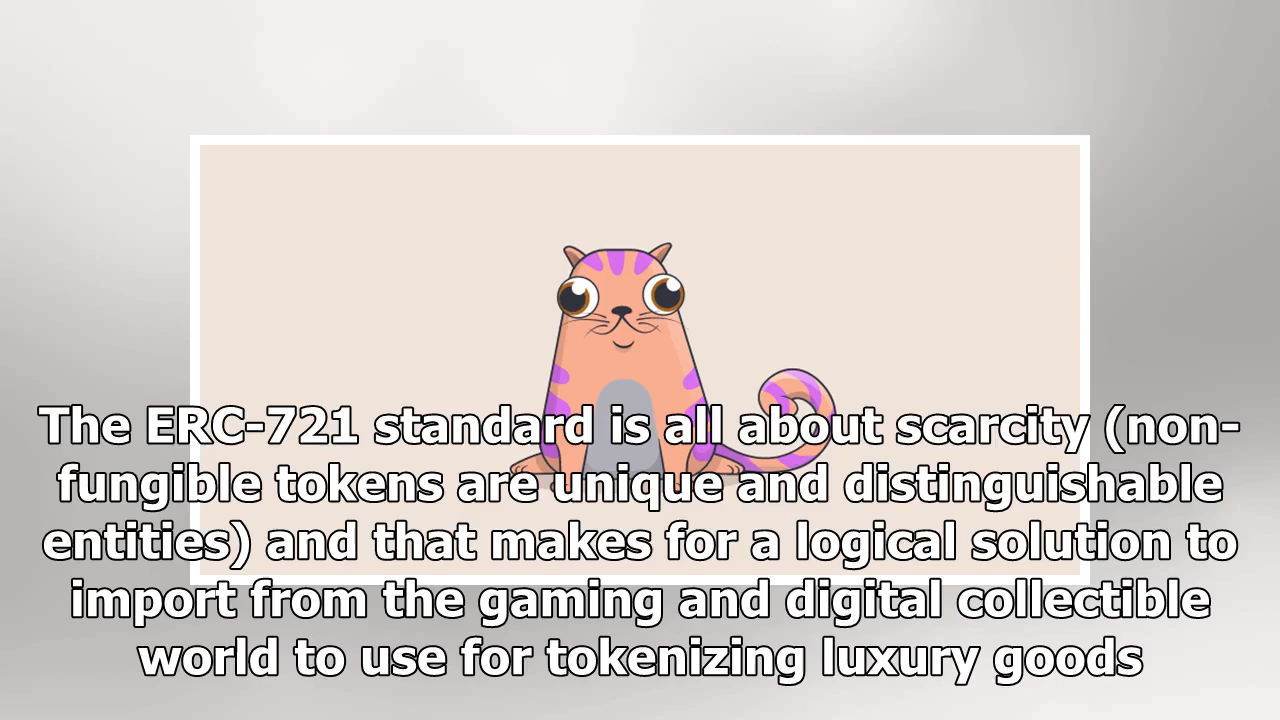 The ERC-721 standard is all about scarcity (non-
fungible tokens are unique and distinguishable
entities) and that makes for a logical solution to
import from the gaming and digital collectible
world to use for tokenizing luxury goods